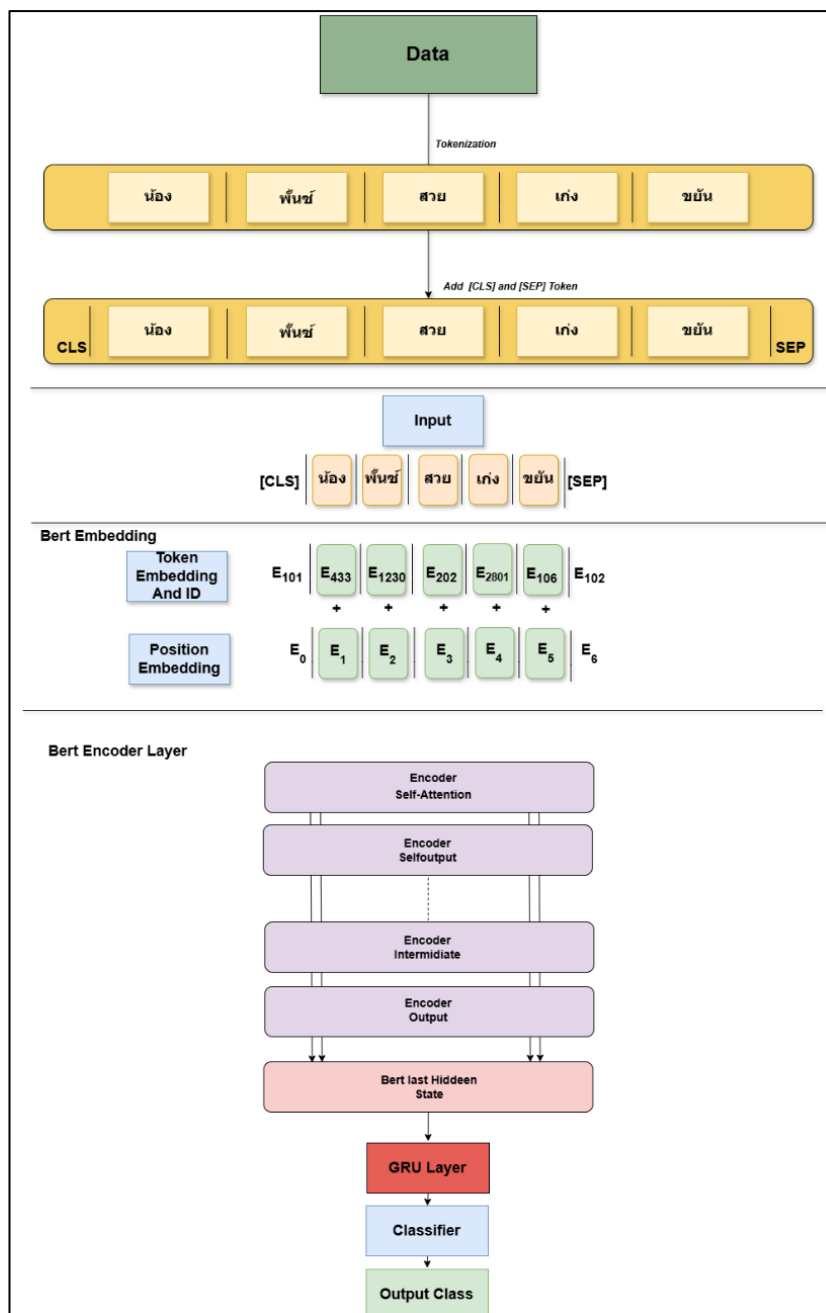 Data
Tokenization
น้อง พั้นช์ สวย เก่ง ขยัน
Add [CLS] and [SEP] Token
CLS น้อง พั้นช์ สวย เก่ง ขยัน SEP
Input
[CLS] น้อง พั้นช์ สวย เก่ง ขยัน [SEP]
Bert Embedding
Token
Embedding
And ID
E101 E433 E1230 E202 E2801 E106 E102
+ + + + +
Position
Embedding
E0 E1 E2 E3 E4 E5 E6
Bert Encoder Layer
Encoder
Self-Attention
Encoder
Selfoutput
Encoder
Intermidiate
Encoder
Output
Bert last Hiddeen
State
GRU Layer
Classifier
Output Class